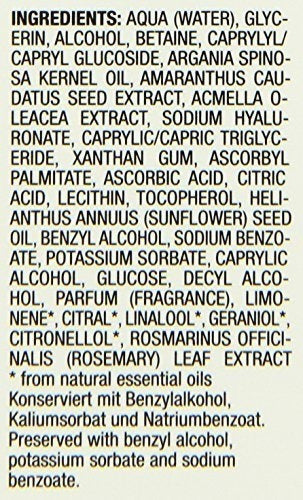 INGREDIENTS: AQUA (WATER), GLYC-
ERIN, ALCOHOL, BETAINE, CAPRYLYL/
CAPRYL GLUCOSIDE, ARGANIA SPINO-
SA KERNEL OIL, AMARANTHUS CAU-
DATUS SEED EXTRACT, ACMELLA O-
LEACEA EXTRACT, SODIUM HYALU-
RONATE, CAPRYLIC/CAPRIC TRIGLYC-
ERIDE, XANTHAN GUM, ASCORBYL
PALMITATE, ASCORBIC ACID, CITRIC
ACID, LECITHIN, TOCOPHEROL, HELI-
ANTHUS ANNUUS (SUNFLOWER) SEED
OIL, BENZYL ALCOHOL, SODIUM BENZO-
ATE, POTASSIUM SORBATE, CAPRYLIC
ALCOHOL, GLUCOSE, DECYL ALCO-
HOL, PARFUM (FRAGRANCE), LIMO-
NENE*, CITRAL*, LINALOOL*, GERANIOL*,
CITRONELLOL*, ROSMARINUS OFFICI-
NALIS (ROSEMARY) LEAF EXTRACT
* from natural essential oils
Konserviert mit Benzylalkohol,
Kaliumsorbat und Natriumbenzoat.
Preserved with benzyl alcohol,
potassium sorbate and sodium
benzoate.